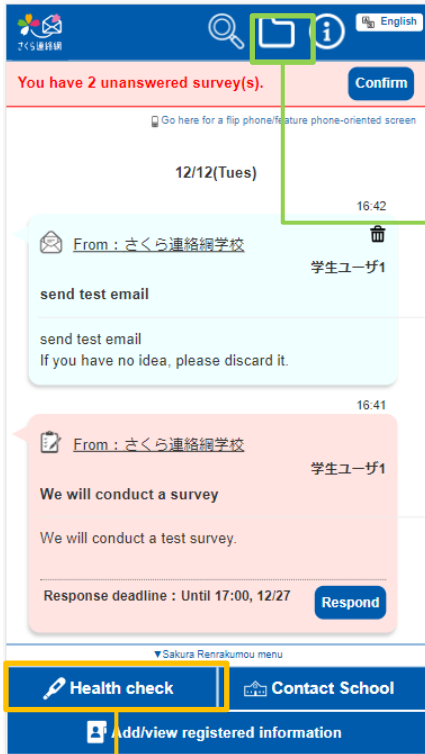 さくら連絡網
English
You have 2 unanswered survey(s).
Confirm
Go here for a flip phone/feature phone-oriented screen
12/12(Tues)
16:42
From：さくら連絡網学校
学生ユーザ1
send test email
send test email
If you have no idea, please discard it.
16:41
From：さくら連絡網学校
学生ユーザ1
We will conduct a survey
We will conduct a test survey.
Response deadline：Until 17:00, 12/27
Respond
▼Sakura Renrakumou menu
Health check
Contact School
Add/view registered information